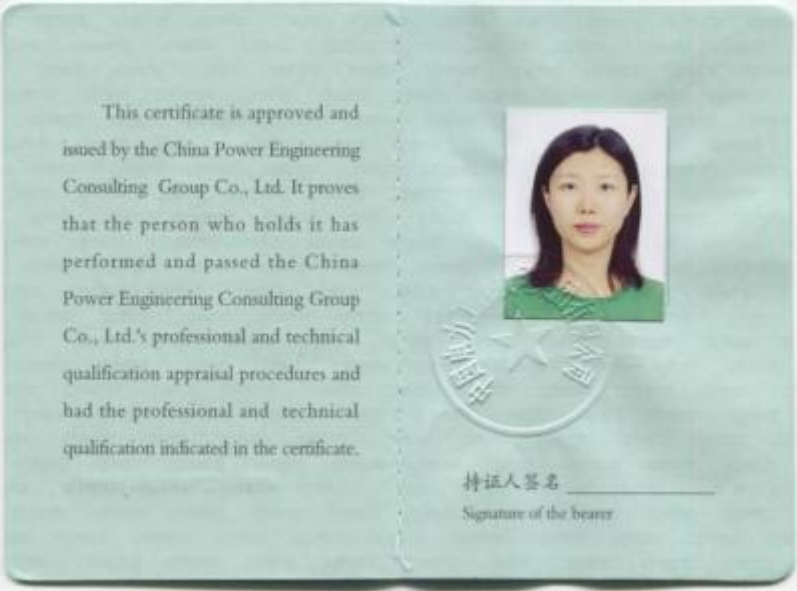 This certificate is approved and
issued by the China Power Engineering
Consulting Group Co., Ltd. It proves
that the person who holds it has
performed and passed the China
Power Engineering Consulting Group
Co., Ltd.'s professional and technical
qualification appraisal procedures and
had the professional and technical
qualification indicated in the certificate.
持证人签名
Signature of the bearer